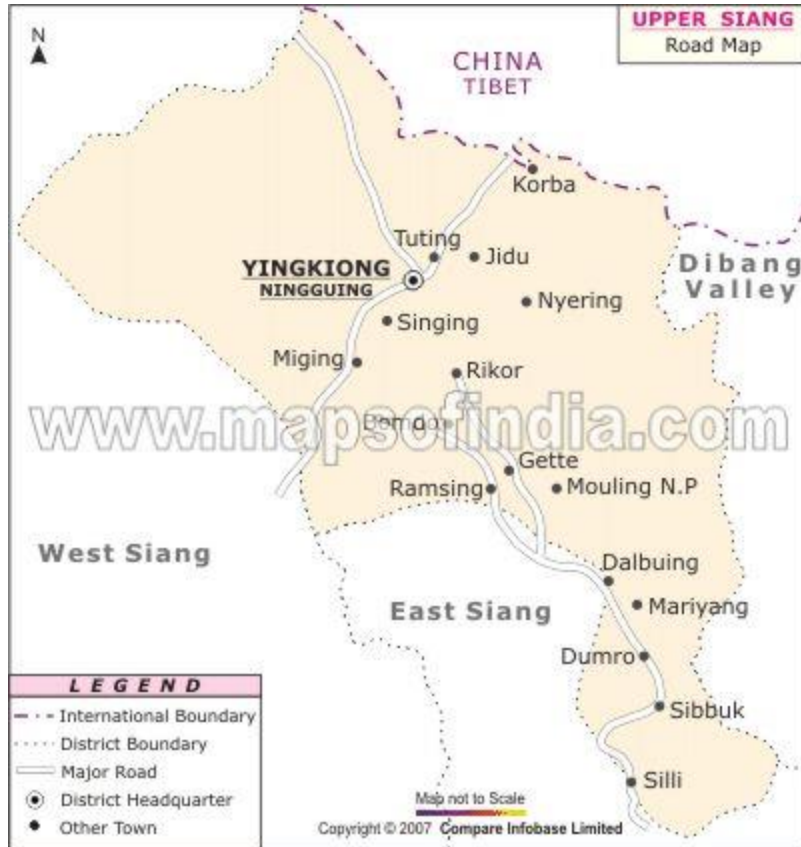 UPPER SIANG
Road Map
N
CHINA
TIBET
Korba
Tuting
Jidu
YINGKIONG
NINGGUING
Dibang
Valley
Nyering
Singing
Miging
Rikor
www.mapsofindia.com
Gette
Ramsing
Mouling N.P
West Siang
Dalbuing
East Siang
Mariyang
Dumro
LEGEND
International Boundary
Sibbuk
District Boundary
Major Road
Silli
District Headquarter
Map not to Scale
Other Town
Copyright © 2007 Compare Infobase Limited